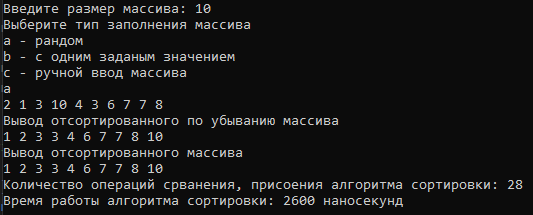 Введите размер массива: 10
Выберите тип заполнения массива
a - рандом
b - с одним заданым значением
c - ручной ввод массива
a
2 1 3 10 4 3 6 7 7 8
Вывод отсортированного по убыванию массива
1 2 3 3 4 6 7 7 8 10
Вывод отсортированного массива
1 2 3 3 4 6 7 7 8 10
Количество операций срванения, присоения алгоритма сортировки: 28
Время работы алгоритма сортировки: 2600 наносекунд